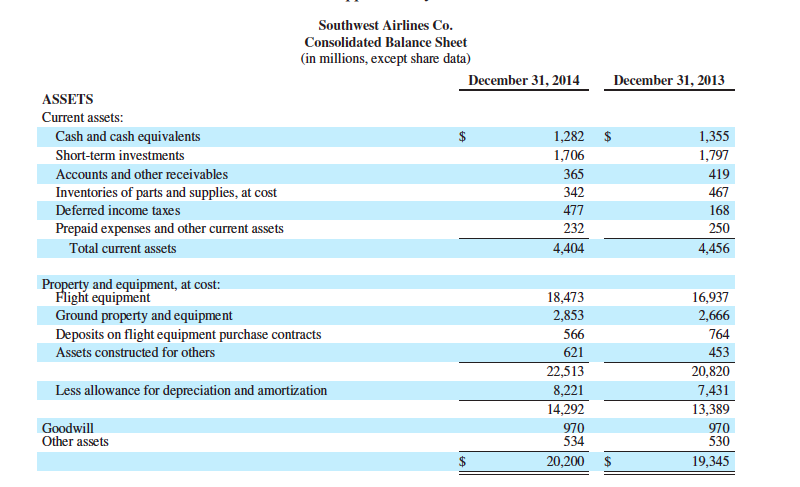 Southwest Airlines Co.
Consolidated Balance Sheet
(in millions, except share data)
December 31, 2014 December 31, 2013
ASSETS
Current assets:
Cash and cash equivalents $ 1,282 $ 1,355
Short-term investments 1,706 1,797
Accounts and other receivables 365 419
Inventories of parts and supplies, at cost 342 467
Deferred income taxes 477 168
Prepaid expenses and other current assets 232 250
Total current assets 4,404 4,456
Property and equipment, at cost:
Flight equipment 18,473 16,937
Ground property and equipment 2,853 2,666
Deposits on flight equipment purchase contracts 566 764
Assets constructed for others 621 453
22,513 20,820
Less allowance for depreciation and amortization 8,221 7,431
14,292 13,389
Goodwill 970 970
Other assets 534 530
$ 20,200 $ 19,345